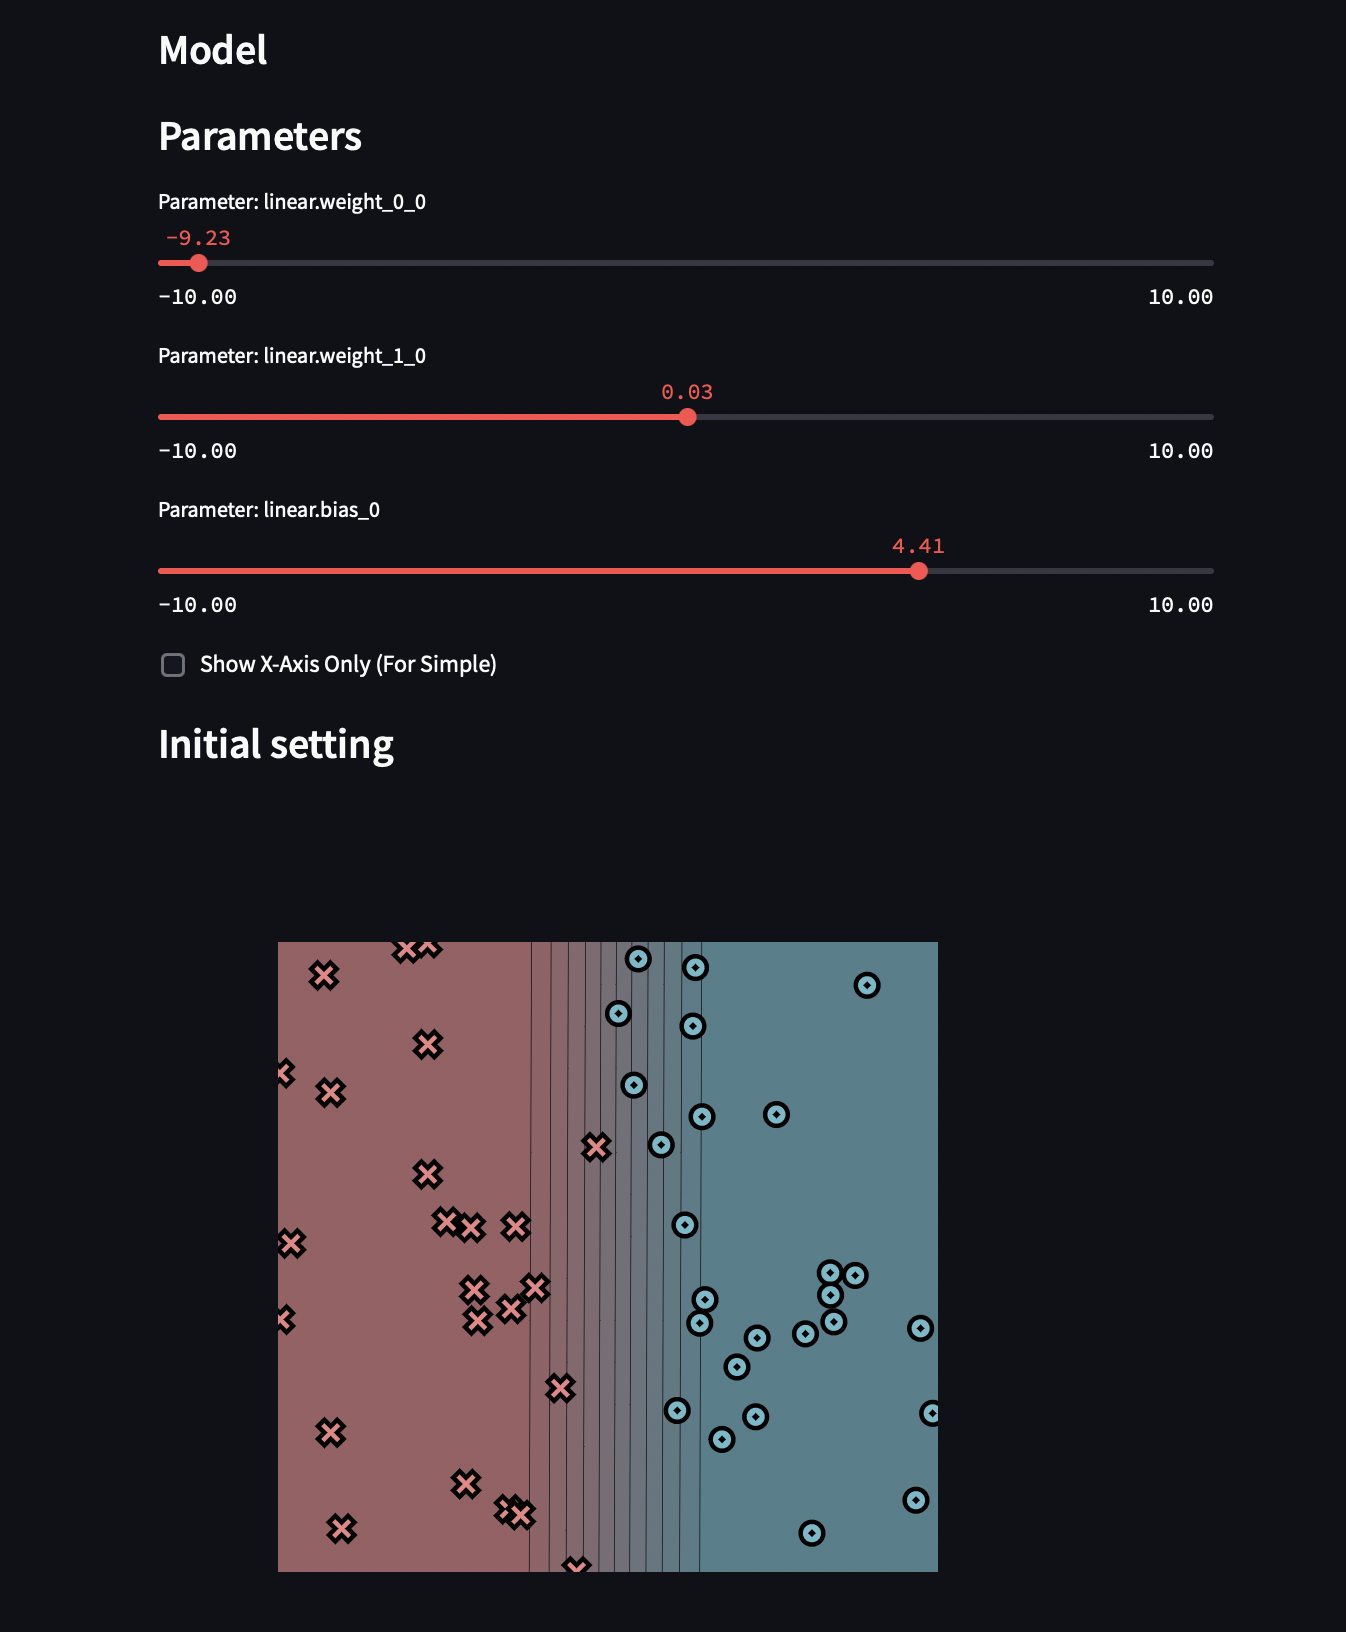 Model
Parameters
Parameter: linear.weight_0_0
-9.23
-10.00 10.00
Parameter: linear.weight_1_0
0.03
-10.00 10.00
Parameter: linear.bias_0
4.41
-10.00 10.00
Show X-Axis Only (For Simple)
Initial setting